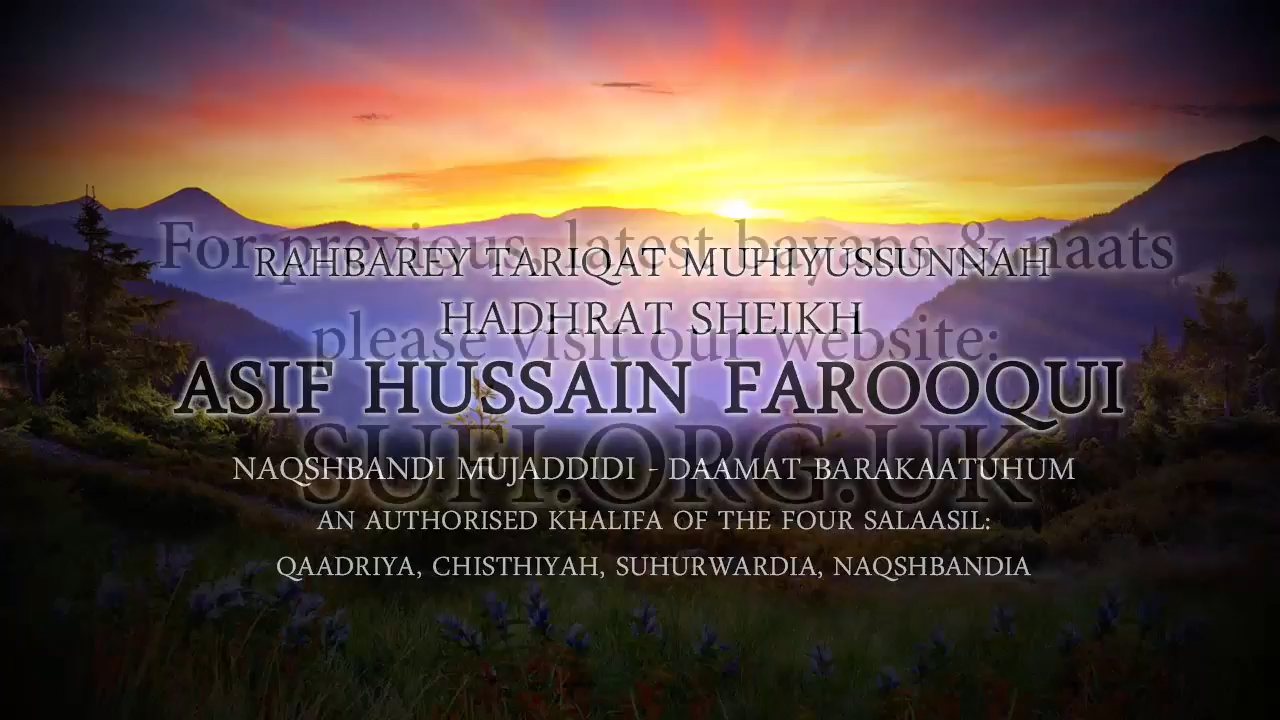 For previous, latest bayans & naats
RAHBAREY TARIQAT MUHIYUSSUNNAH
HADHRAT SHEIKH
please visit our website:
ASIF HUSSAIN FAROOQUI
SUFI.ORG.UK
NAQSHBANDI MUJADDIDI - DAAMAT BARAKAATUHUM
AN AUTHORISED KHALIFA OF THE FOUR SALAASIL:
QAADRIYA, CHISTHIYAH, SUHURWARDIA, NAQSHBANDIA